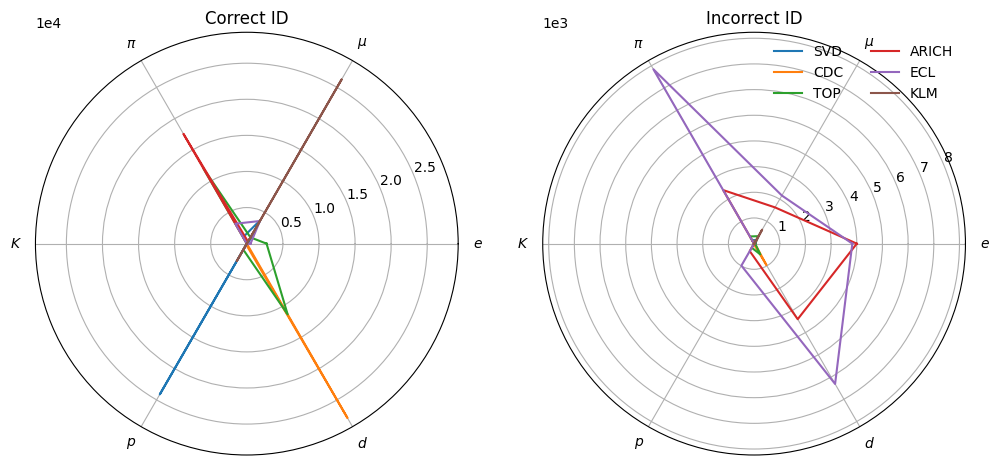 Correct ID
1e4
π
μ
K
e
p
d
0.5
1.0
1.5
2.0
2.5
Incorrect ID
1e3
π
μ
K
e
p
d
1
2
3
4
5
6
7
8
SVD
CDC
TOP
ARICH
ECL
KLM